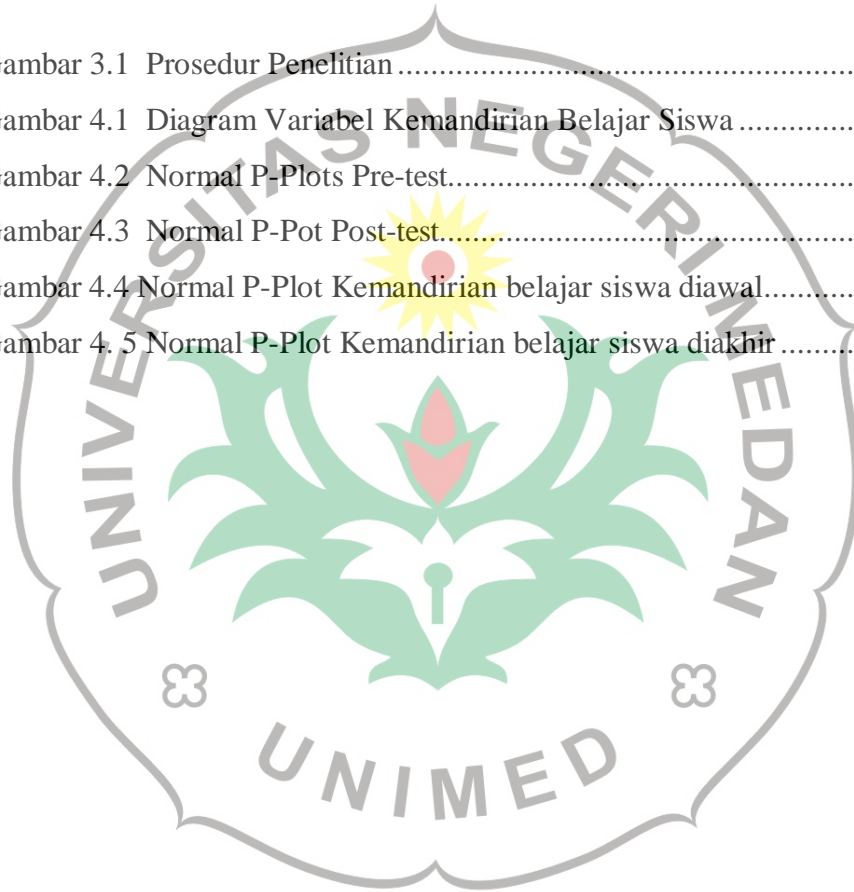 ambar 3.1 Prosedur Penelitian ........................................................
ambar 4.1 Diagram Variabel Kemandirian Belajar Siswa ..............
ambar 4.2 Normal P-Plots Pre-test.................................................
ambar 4.3 Normal P-Pot Post-test..................................................
ambar 4.4 Normal P-Plot Kemandirian belajar siswa diawal...........
ambar 4. 5 Normal P-Plot Kemandirian belajar siswa diakhir .........
UNIVERSITAS NEGERI MEDAN
UNIMED